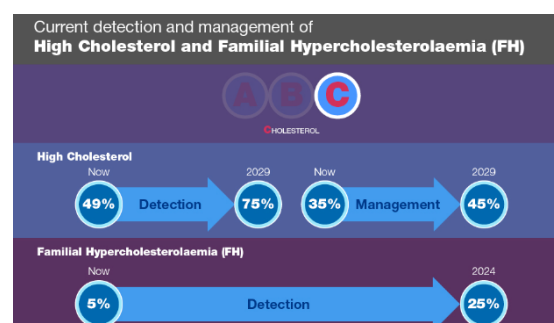 Current detection and management of
High Cholesterol and Familial Hypercholesterolaemia (FH)
A B C
CHOLESTEROL
High Cholesterol
Now 2029 Now 2029
49% Detection 75% 35% Management 45%
Familial Hypercholesterolaemia (FH)
Now 2024
5% Detection 25%